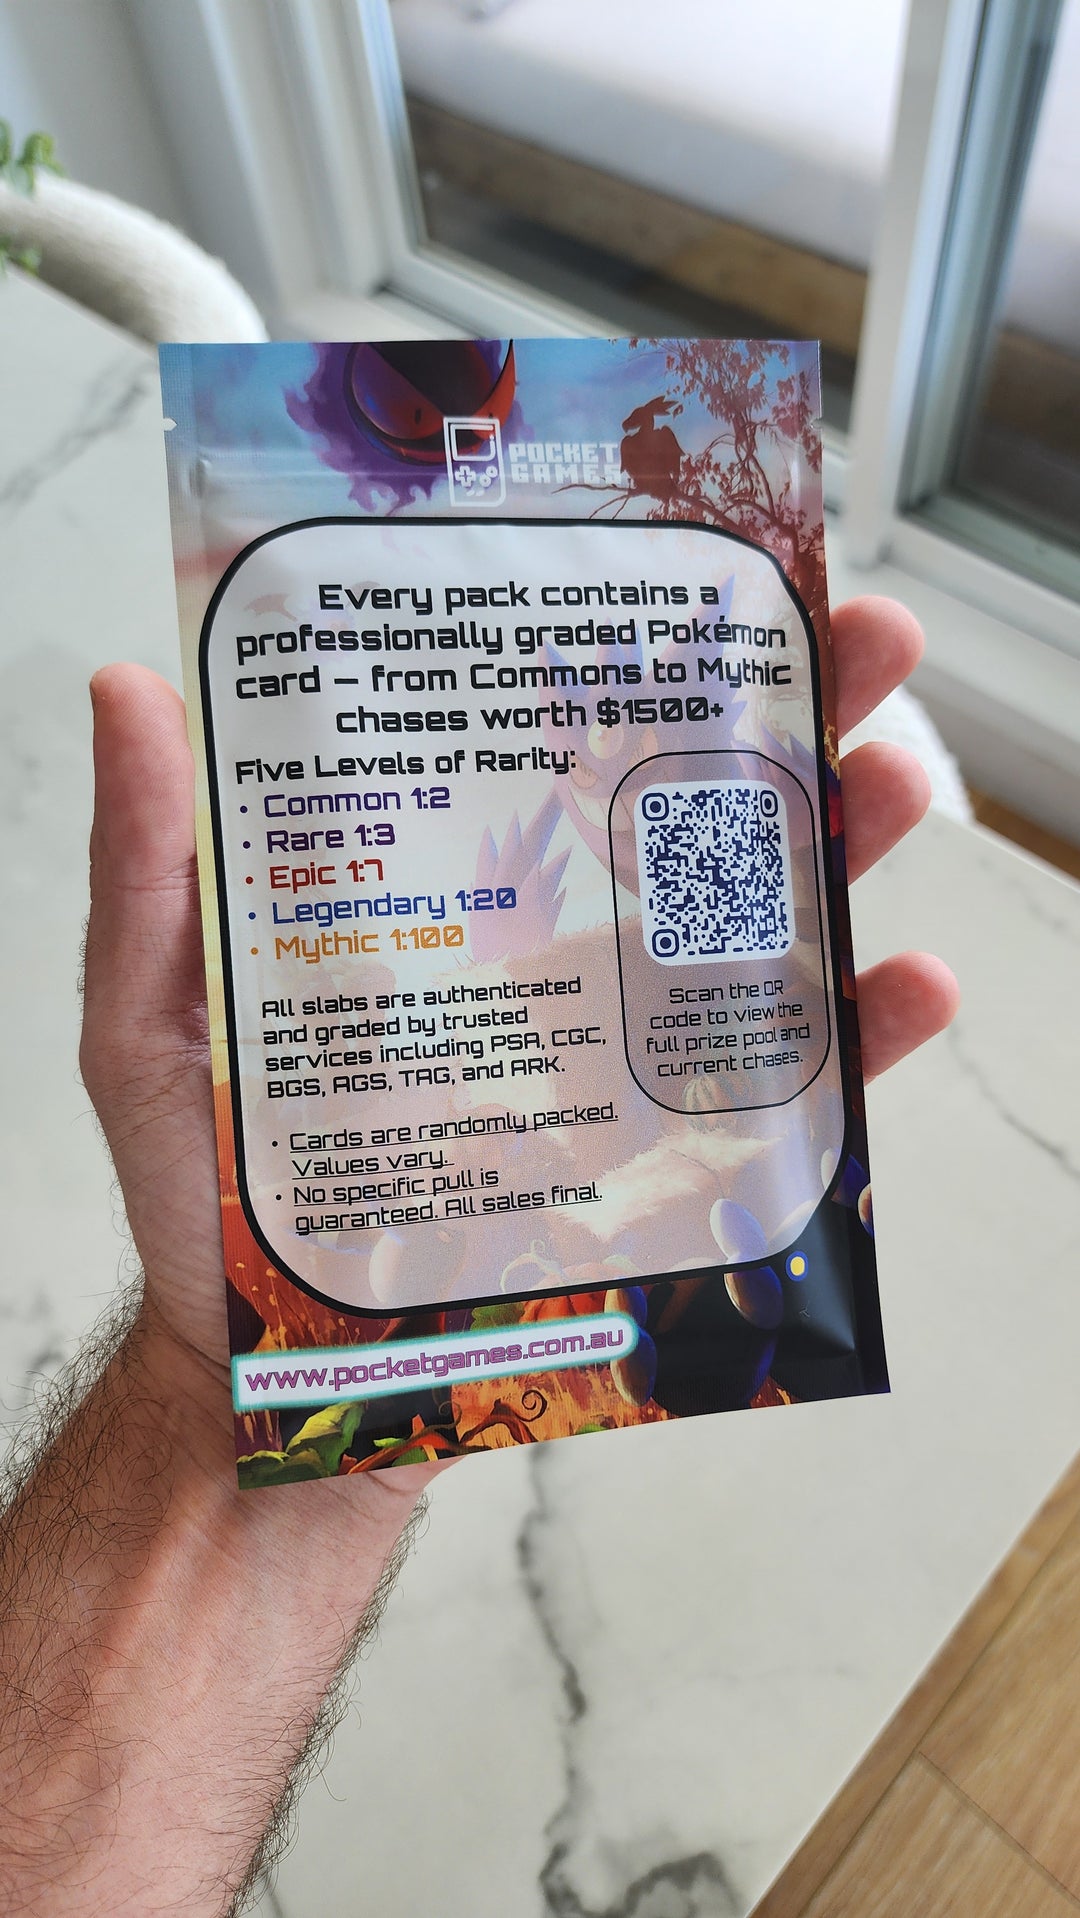 POCKET
GAMES
Every pack contains a
professionally graded Pokémon
card – from Commons to Mythic
chases worth $1500+
Five Levels of Rarity:
• Common 1:2
• Rare 1:3
• Epic 1:7
• Legendary 1:20
• Mythic 1:100
All slabs are authenticated
and graded by trusted
services including PSA, CGC,
BGS, AGS, TAG, and ARK.
• Cards are randomly packed.
Values vary.
• No specific pull is
guaranteed. All sales final.
Scan the QR
code to view the
full prize pool and
current chases.
www.pocketgames.com.au